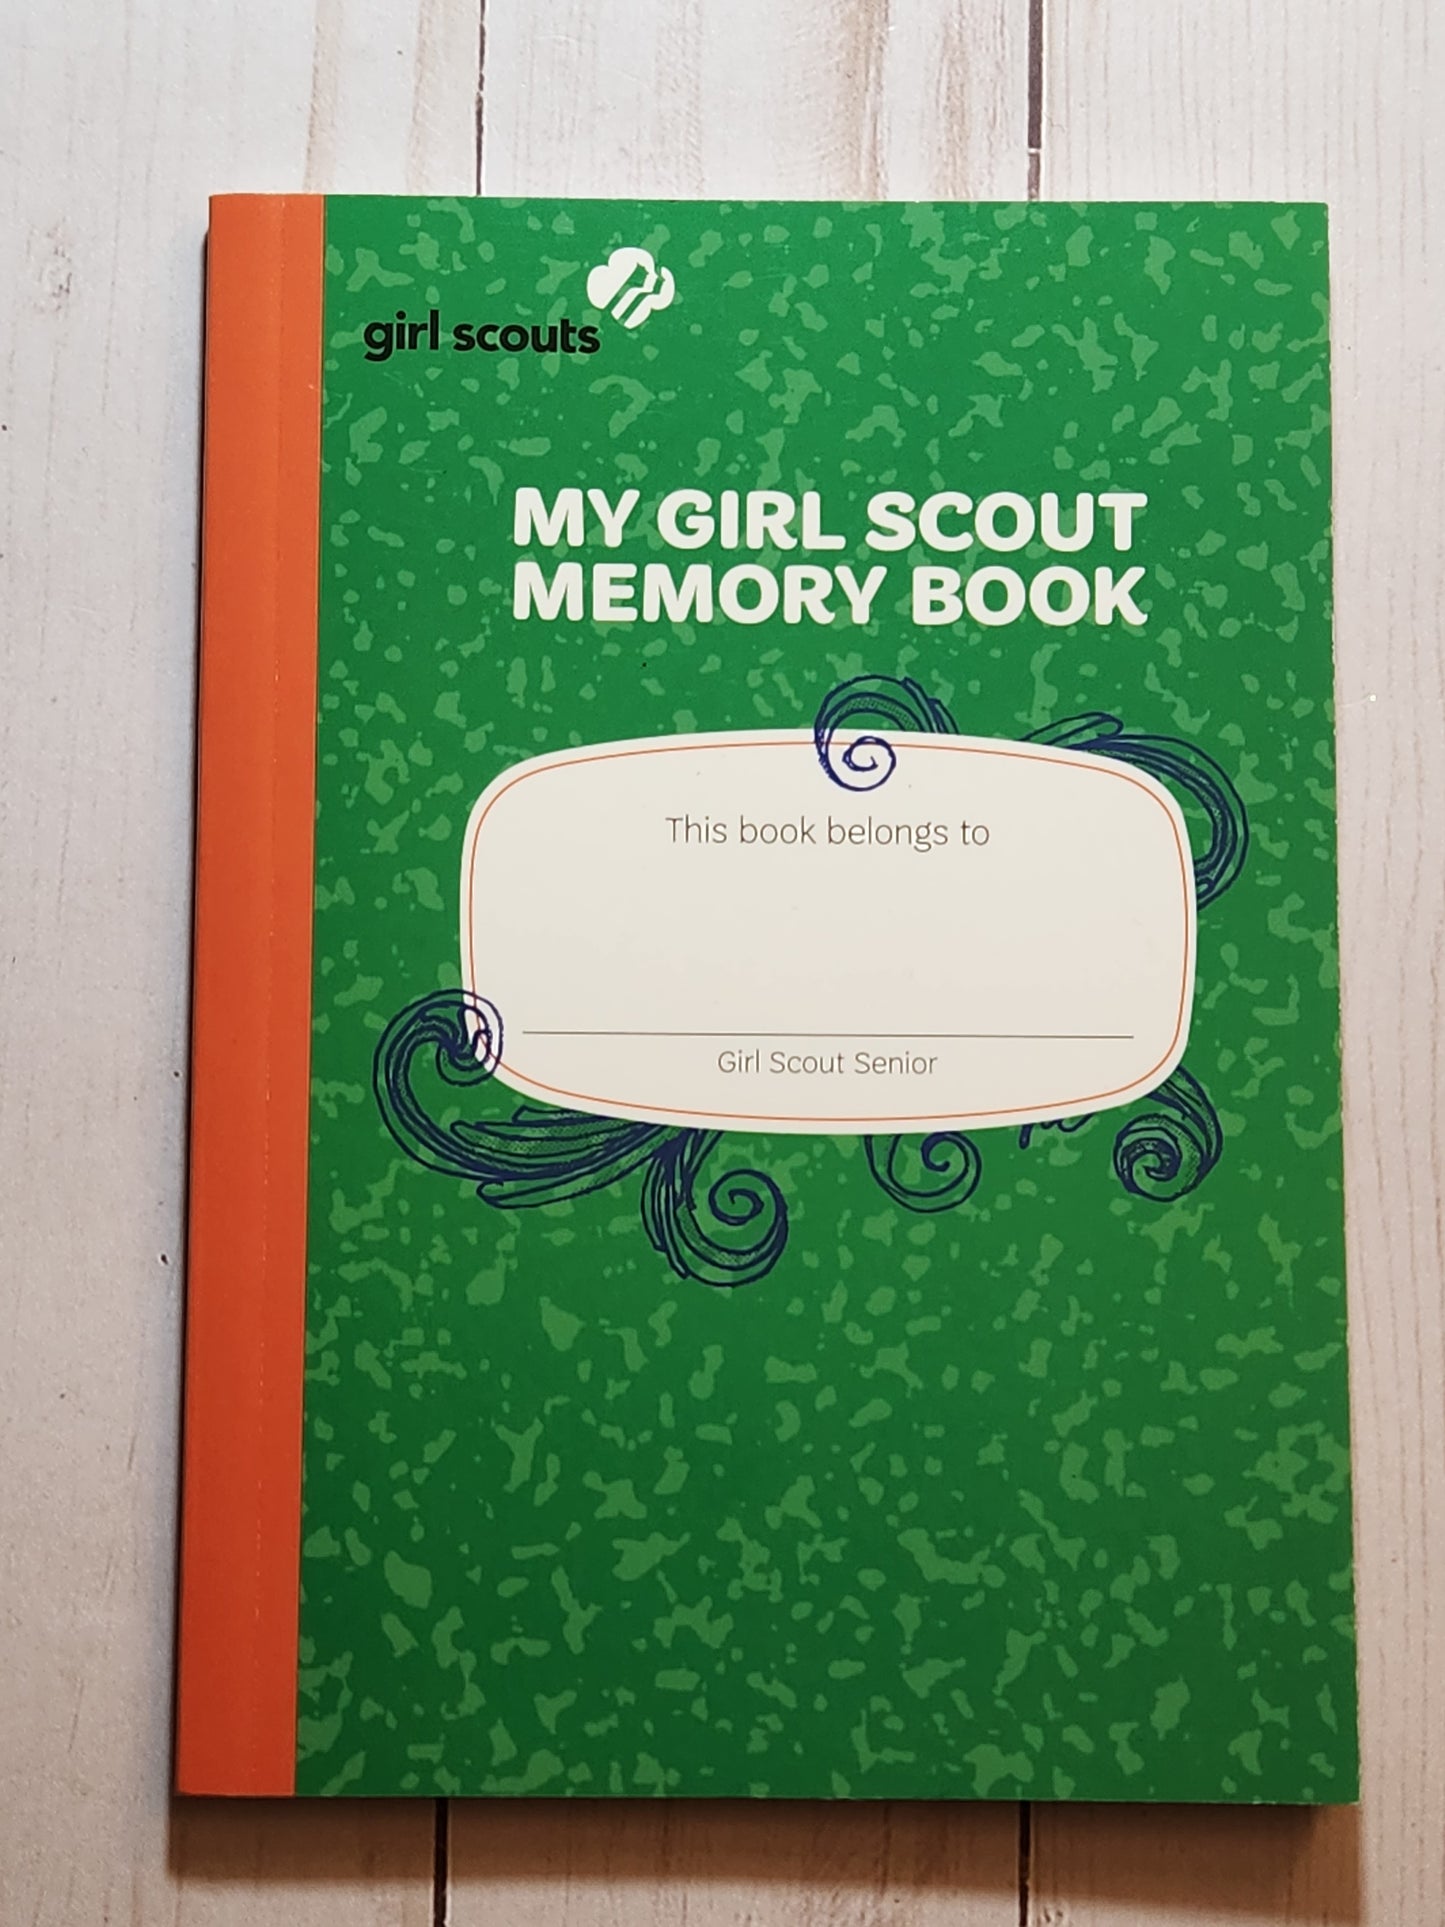 girl scouts
MY GIRL SCOUT
MEMORY BOOK
This book belongs to
Girl Scout Senior